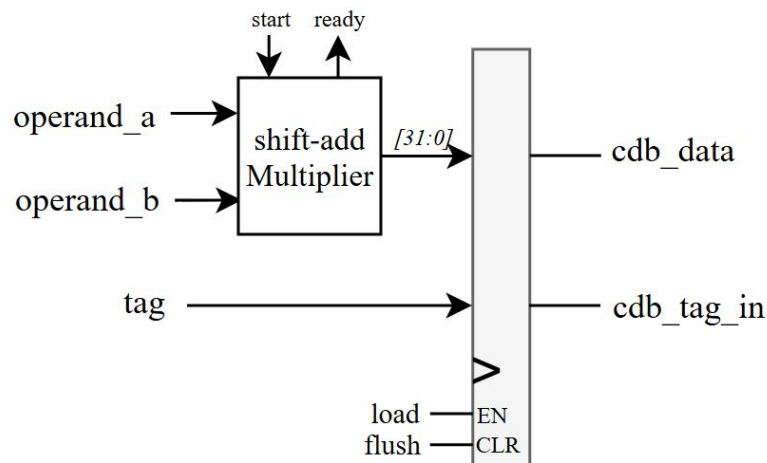 start ready
operand_a
shift-add
Multiplier
[31:0]
cdb_data
operand_b
tag
cdb_tag_in
load EN
flush CLR